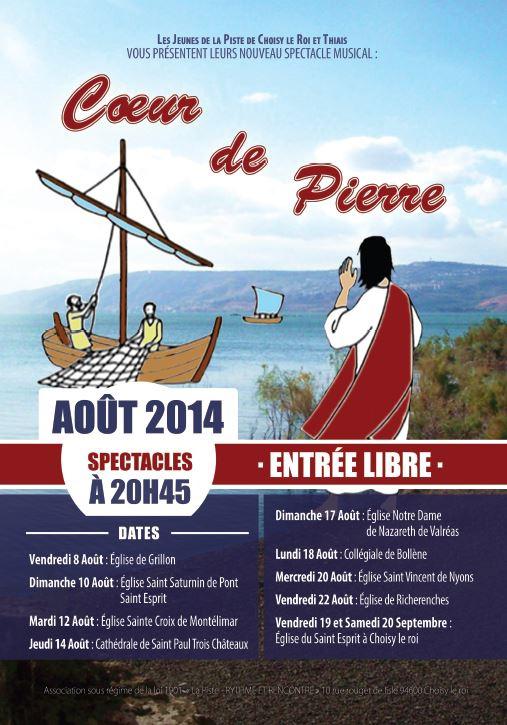 Les Jeunes de la Piste de Choisy le Roi et Thiais
VOUS PRÉSENTENT LEURS NOUVEAU SPECTACLE MUSICAL :
Cœur
de
Pierre
AOÛT 2014
SPECTACLES
À 20H45
· ENTRÉE LIBRE ·
DATES
Vendredi 8 Août : Église de Grillon
Dimanche 10 Août : Église Saint Saturnin de Pont
Saint Esprit
Mardi 12 Août : Église Sainte Croix de Montélimar
Jeudi 14 Août : Cathédrale de Saint Paul Trois Châteaux
Dimanche 17 Août : Église Notre Dame
de Nazareth de Valréas
Lundi 18 Août : Collégiale de Bollène
Mercredi 20 Août : Église Saint Vincent de Nyons
Vendredi 22 Août : Église de Richerenches
Vendredi 19 et Samedi 20 Septembre :
Église du Saint Esprit à Choisy le roi
Association sous régime de la loi 1901 « La Piste - RYTHME ET RENCONTRE » 10 rue rouget de lisle 94600 Choisy le roi